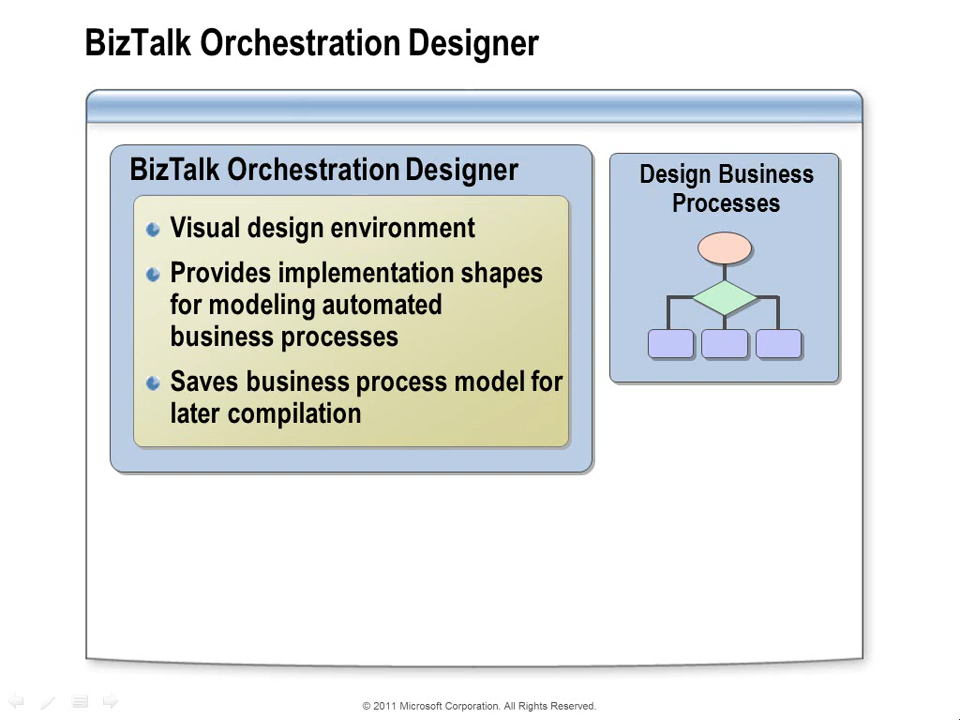 BizTalk Orchestration Designer
BizTalk Orchestration Designer
Visual design environment
Provides implementation shapes
for modeling automated
business processes
Saves business process model for
later compilation
Design Business
Processes
© 2011 Microsoft Corporation. All Rights Reserved.